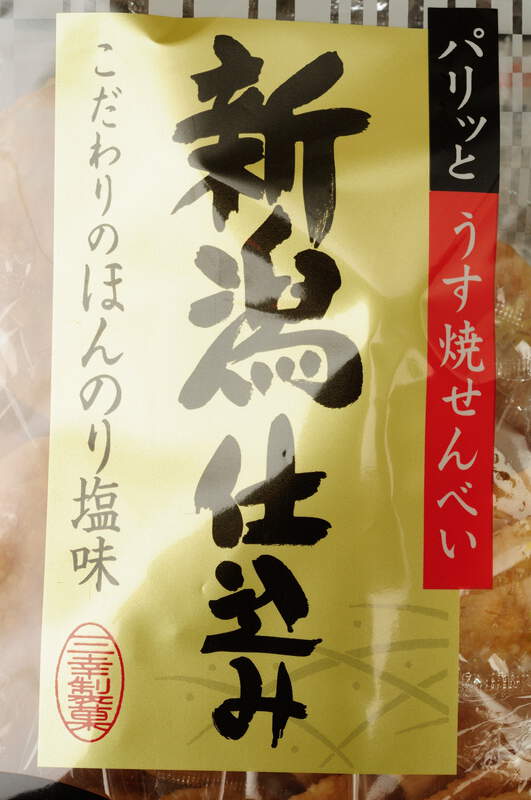 パリッと
うす焼せんべい
新潟仕込み
こだわりのほんのり塩味
三幸製菓